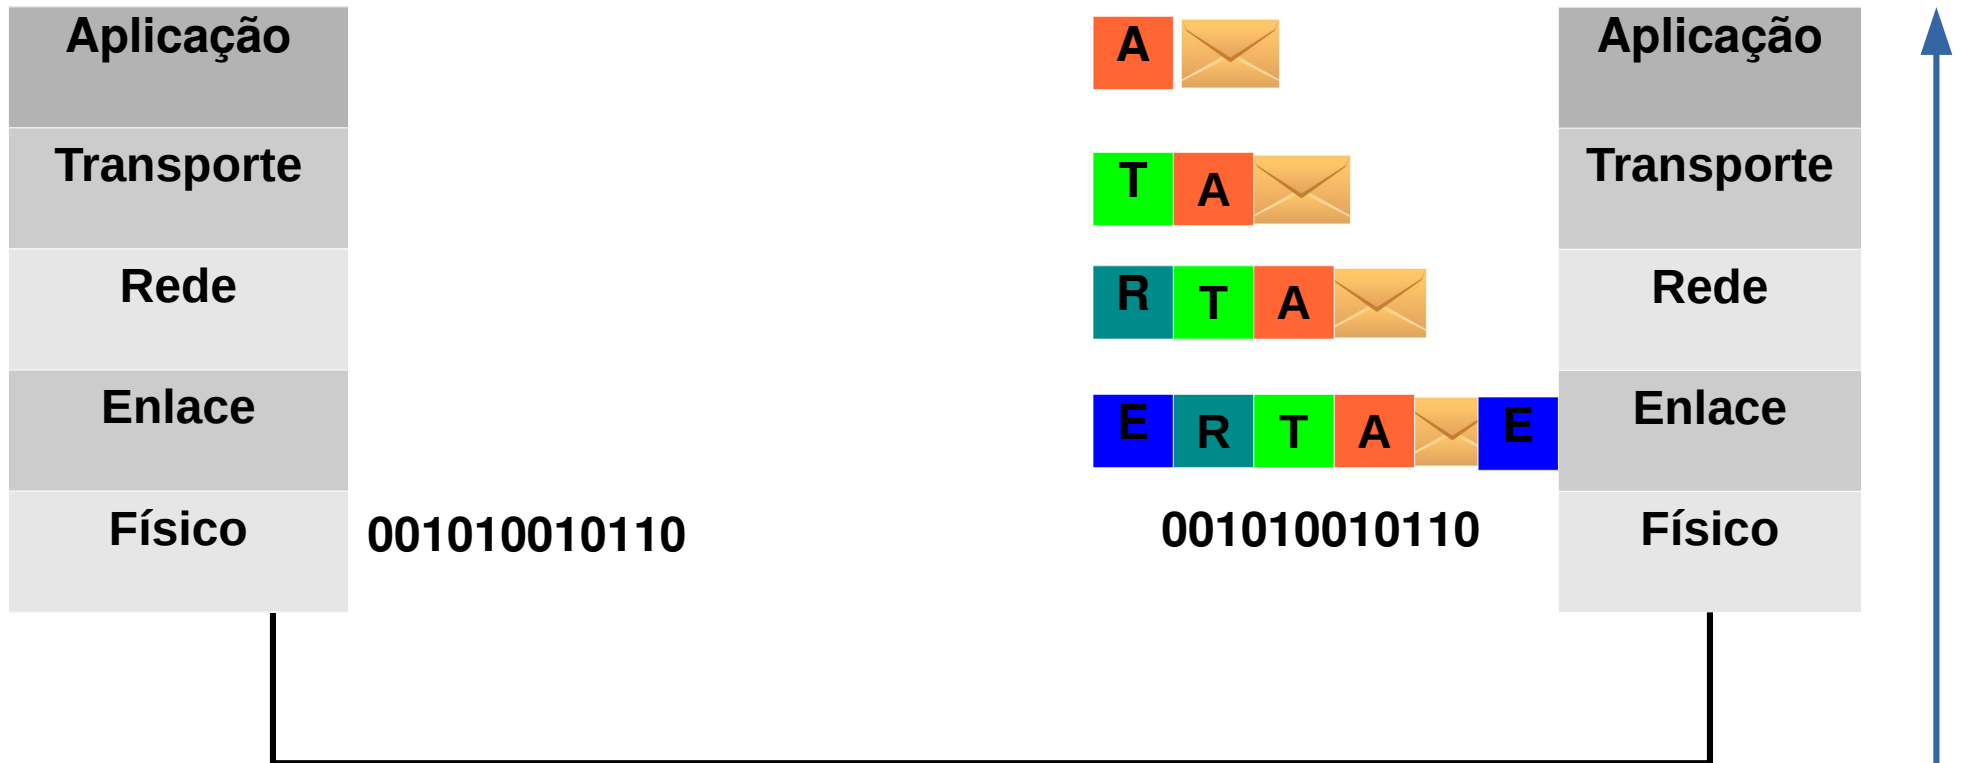 Aplicação
Transporte
Rede
Enlace
Físico
001010010110
A
T A
R T A
E R T A E
001010010110
Aplicação
Transporte
Rede
Enlace
Físico